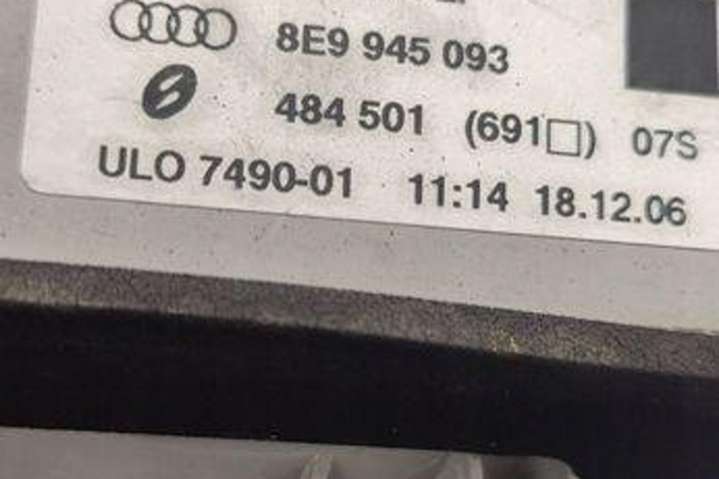 8E9 945 093
484 501 (691□) 07S
ULO 7490-01 11:14 18.12.06